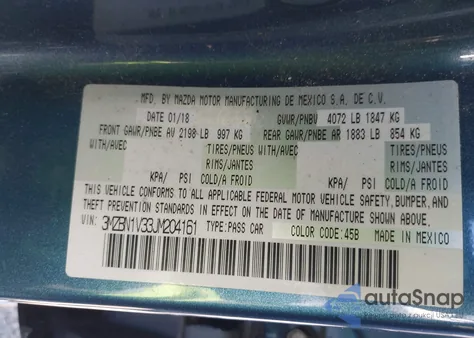 MFD. BY MAZDA MOTOR MANUFACTURING DE MEXICO S.A. DE C.V.
DATE 01/18 GVWR/PNBV 4072 LB 1847 KG
FRONT GAWR/PNBE AV 2198 LB 997 KG REAR GAWR/PNBE AR 1883 LB 854 KG
WITH/AVEC TIRES/PNEUS WITH/AVEC TIRES/PNEUS
RIMS/JANTES RIMS/JANTES
KPA/ PSI COLD/A FROID KPA/ PSI COLD/A FROID
THIS VEHICLE CONFORMS TO ALL APPLICABLE FEDERAL MOTOR VEHICLE SAFETY, BUMPER, AND
THEFT PREVENTION STANDARDS IN EFFECT ON THE DATE OF MANUFACTURE SHOWN ABOVE.
VIN: 3MZBN1V33JM204161 TYPE:PASS CAR COLOR CODE:45B MADE IN MEXICO
autoSnap